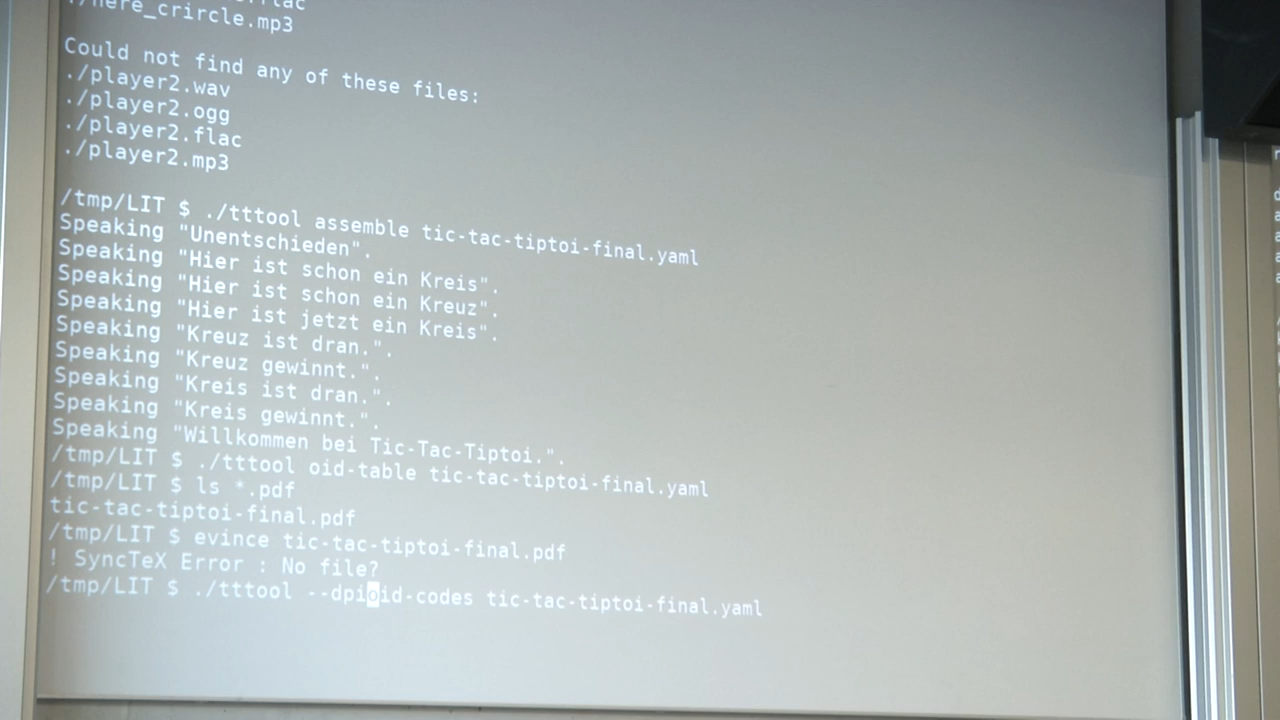 ./here_crircle.mp3
Could not find any of these files:
./player2.wav
./player2.ogg
./player2.flac
./player2.mp3
/tmp/LIT $ ./tttool assemble tic-tac-tiptoi-final.yaml
Speaking "Unentschieden".
Speaking "Hier ist schon ein Kreis".
Speaking "Hier ist schon ein Kreuz".
Speaking "Hier ist jetzt ein Kreis".
Speaking "Kreuz ist dran.".
Speaking "Kreuz gewinnt.".
Speaking "Kreis ist dran.".
Speaking "Kreis gewinnt.".
Speaking "Willkommen bei Tic-Tac-Tiptoi.".
/tmp/LIT $ ./tttool oid-table tic-tac-tiptoi-final.yaml
/tmp/LIT $ ls *.pdf
tic-tac-tiptoi-final.pdf
/tmp/LIT $ evince tic-tac-tiptoi-final.pdf
! SyncTeX Error : No file?
/tmp/LIT $ ./tttool --dpioid-codes tic-tac-tiptoi-final.yaml